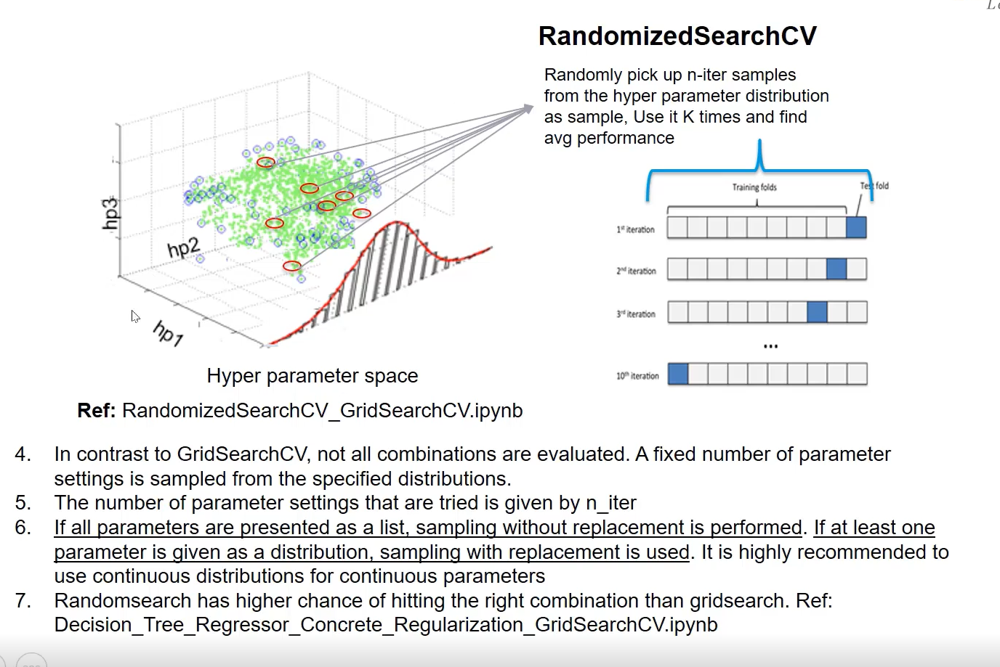 RandomizedSearchCV
Randomly pick up n-iter samples
from the hyper parameter distribution
as sample, Use it K times and find
avg performance
hp3
hp2
hp1
Hyper parameter space
Training folds
Test fold
1st iteration
2nd iteration
3rd iteration
...
10th iteration
Ref: RandomizedSearchCV_GridSearchCV.ipynb
4. In contrast to GridSearchCV, not all combinations are evaluated. A fixed number of parameter
settings is sampled from the specified distributions.
5. The number of parameter settings that are tried is given by n_iter
6. If all parameters are presented as a list, sampling without replacement is performed. If at least one
parameter is given as a distribution, sampling with replacement is used. It is highly recommended to
use continuous distributions for continuous parameters
7. Randomsearch has higher chance of hitting the right combination than gridsearch. Ref:
Decision_Tree_Regressor_Concrete_Regularization_GridSearchCV.ipynb